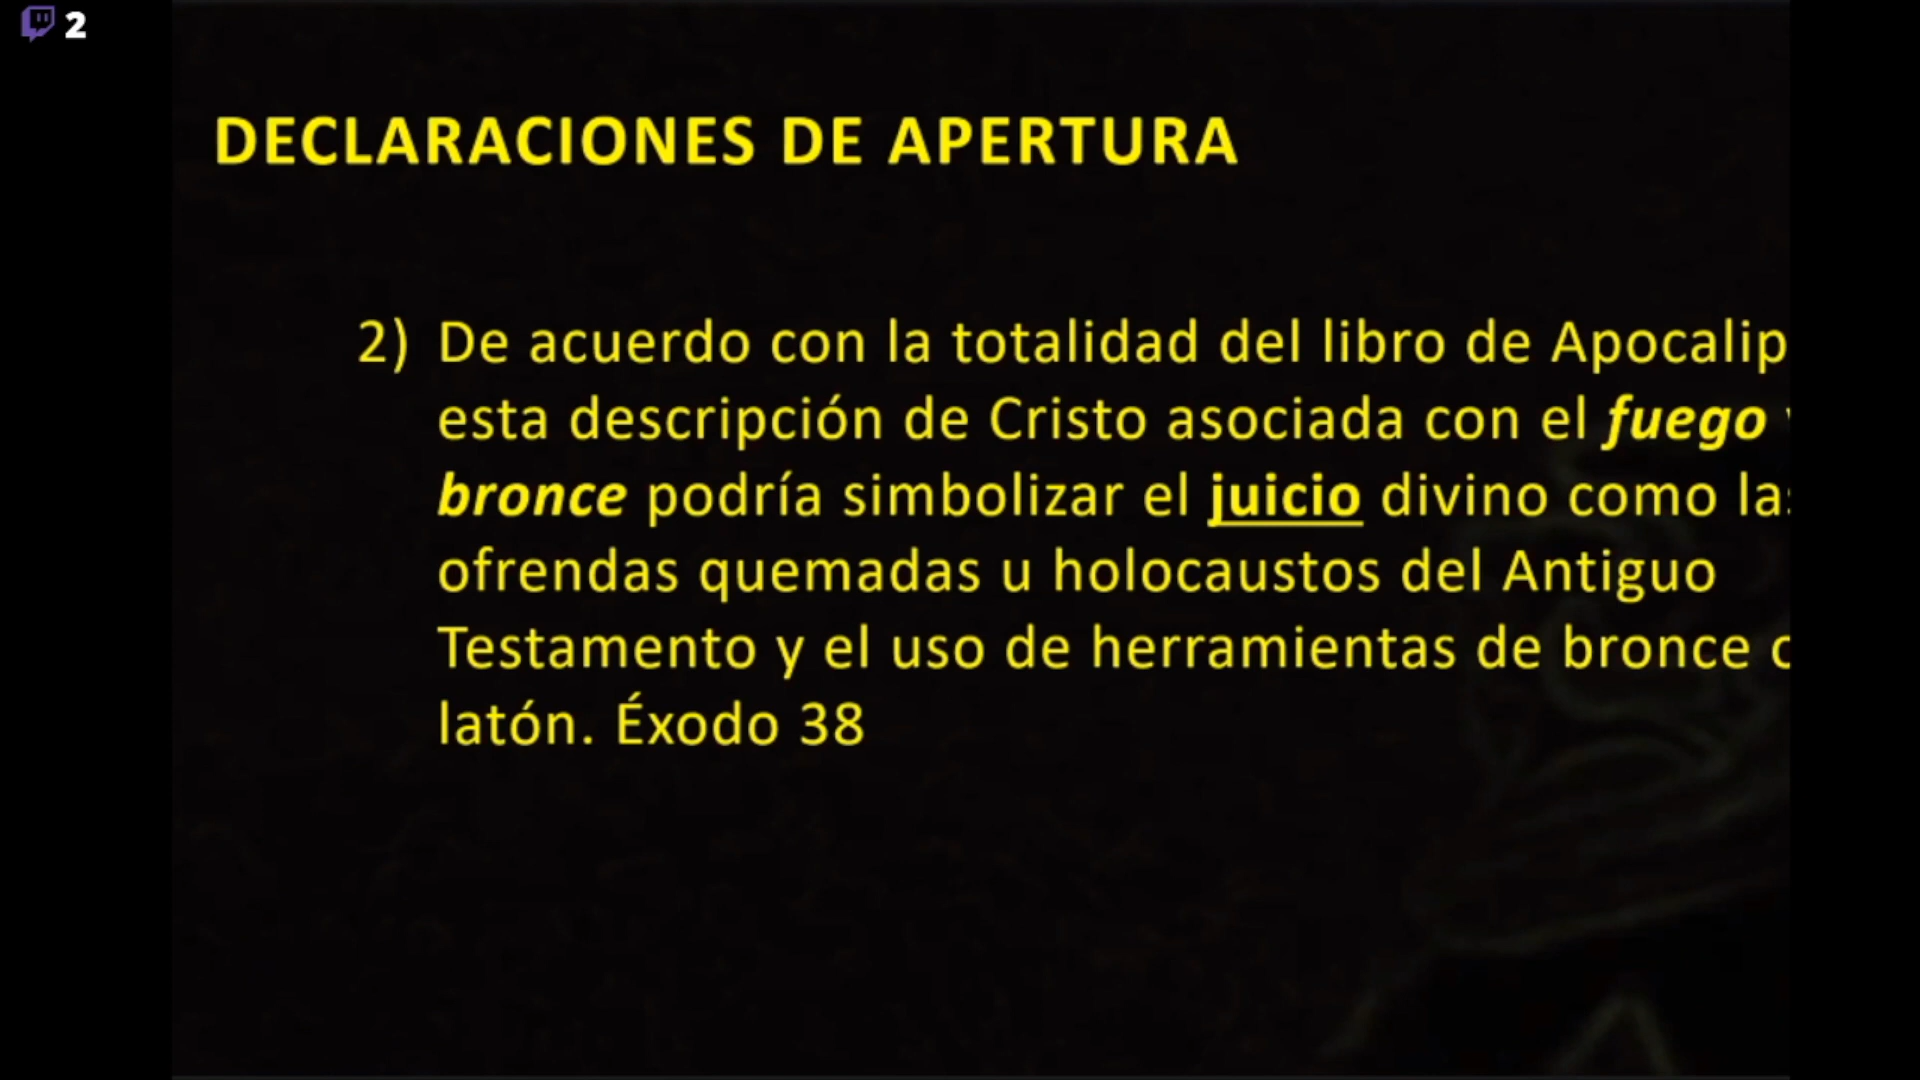 2
DECLARACIONES DE APERTURA
2) De acuerdo con la totalidad del libro de Apocalip
esta descripción de Cristo asociada con el fuego
bronce podría simbolizar el juicio divino como las
ofrendas quemadas u holocaustos del Antiguo
Testamento y el uso de herramientas de bronce
latón. Éxodo 38